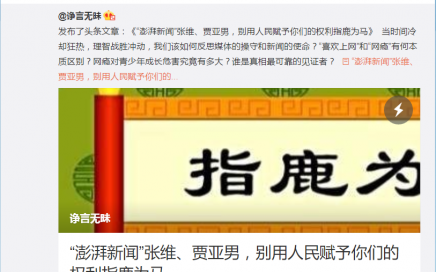 @诤言无昧
发布了头条文章：《“澎湃新闻”张维、贾亚男，别用人民赋予你们的权利指鹿为马》 当时间冷
却狂热，理智战胜冲动，我们该如何反思媒体的操守和新闻的使命？“喜欢上网”和“网瘾”有何本
质区别？网瘾对青少年成长危害究竟有多大？谁是真相最可靠的见证者？ “澎湃新闻”张维、
贾亚男，别用人民赋予你们的...
指鹿为
诤言无昧
“澎湃新闻”张维、贾亚男，别用人民赋予你们的
权利指鹿为马